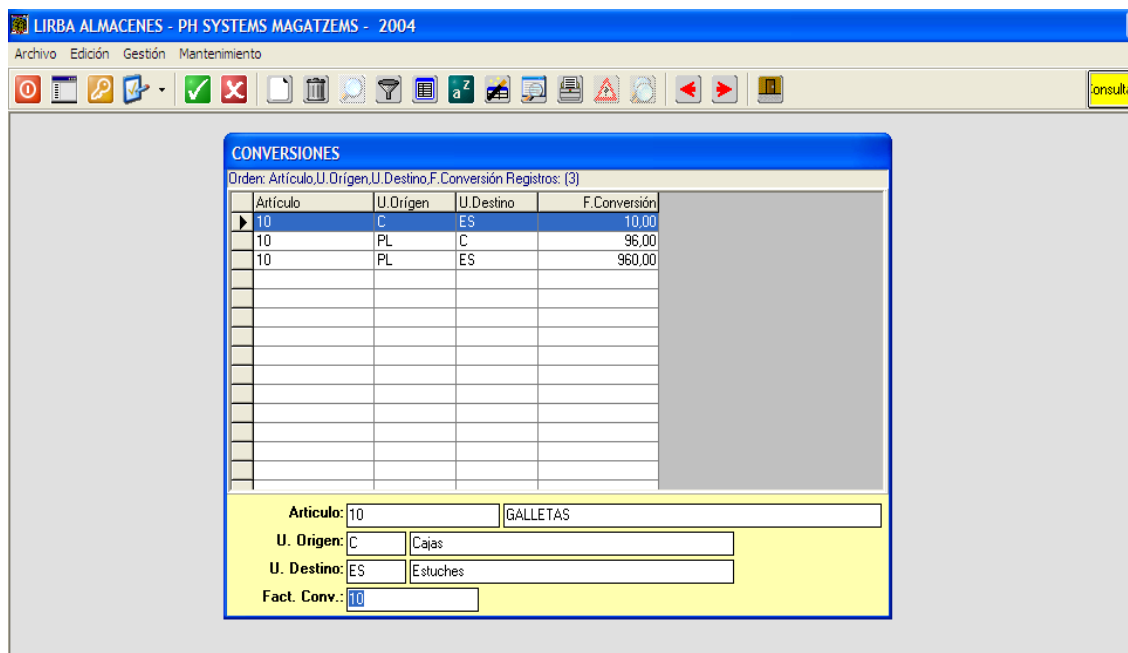 LIRBA ALMACENES - PH SYSTEMS MAGATZEMS - 2004
Archivo Edición Gestión Mantenimiento
onsulta
CONVERSIONES
Orden: Artículo,U.Orígen,U.Destino,F.Conversión Registros: (3)
Artículo U.Orígen U.Destino F.Conversión
10 C ES 10,00
10 PL C 96,00
10 PL ES 960,00
Articulo: 10 GALLETAS
U. Origen: C Cajas
U. Destino: ES Estuches
Fact. Conv.: 10